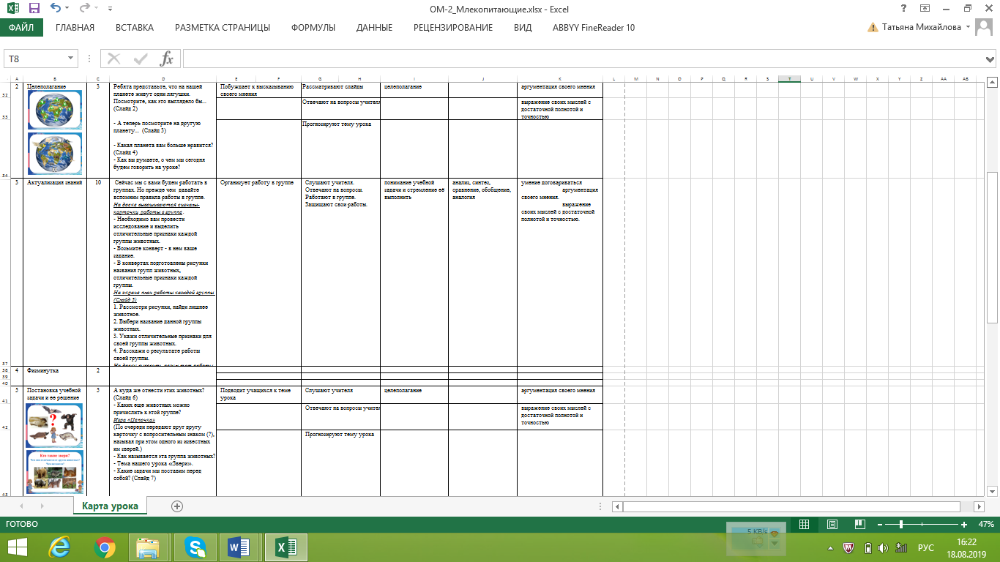 ОМ-2_Млекопитающие.xlsx - Excel
ФАЙЛ ГЛАВНАЯ ВСТАВКА РАЗМЕТКА СТРАНИЦЫ ФОРМУЛЫ ДАННЫЕ РЕЦЕНЗИРОВАНИЕ ВИД ABBYY FineReader 10 Татьяна Михайлова
T8
A B C D E F G H I J K L M N O P Q R S T U V W X Y Z AA AB
2 Целеполагание 3
Ребята представьте, что на нашей
планете живут одни лягушки.
Посмотрите, как это выглядело бы...
(Слайд 2)
- А теперь посмотрите на другую
планету... (Слайд 3)
- Какая планета вам больше нравится?
(Слайд 4)
- Как вы думаете, о чем мы сегодня
будем говорить на уроке?
Побуждает к высказыванию
своего мнения
Рассматривают слайды
Отвечают на вопросы учител
Прогнозируют тему урока
целеполагание
аргументация своего мнения
выражение своих мыслей с
достаточной полнотой и
точностью
32
33
34
3 Актуализация знаний 10
Сейчас мы с вами будем работать в
группах. Но прежде чем давайте
вспомним правила работы в группе.
На доске вывешиваются сигналы-
карточки работы в группе.
- Необходимо вам провести
исследование и выделить
отличительные признаки каждой
группы животных.
- Возьмите конверт - в нем ваше
задание.
- В конвертах подготовлены рисунки
названия групп животных,
отличительные признаки каждой
группы.
На экране план работы каждой группы
(Слайд 5)
1. Рассмотри рисунки, найди лишнее
животное.
2. Выбери название данной группы
животных.
3. Укажи отличительные признаки для
своей группы животных.
4. Расскажи о результате работы
своей группы.
Организует работу в группе
Слушают учителя.
Отвечают на вопросы.
Работают в группе.
Защищают свои работы.
понимание учебной
задачи и стремление её
выполнить
анализ, синтез,
сравнение, обобщение,
аналогия
умение договариваться
аргументация
своего мнения.
выражение
своих мыслей с достаточной
полнотой и точностью.
37
4 Физминутка 2
38
39
40
5 Постановка учебной
задачи и ее решение
5
А куда же отнести этих животных?
(Слайд 6)
- Каких еще животных можно
причислить к этой группе?
Игра «Цепочка»
(По очереди передают друг другу
карточку с вопросительным знаком (?),
называя при этом одного из известных
им зверей.)
- Как называется эта группа животных?
- Тема нашего урока «Звери».
- Какие задачи мы поставим перед
собой? (Слайд 7)
Подводит учащихся к теме
урока
Слушают учителя
Отвечают на вопросы учител
Прогнозируют тему урока
целеполагание
аргументация своего мнения
выражение своих мыслей с
достаточной полнотой и
точностью
Кто такие звери?
41
42
43
Карта урока
ГОТОВО 47%
5 KB/s
РУС
16:22
18.08.2019